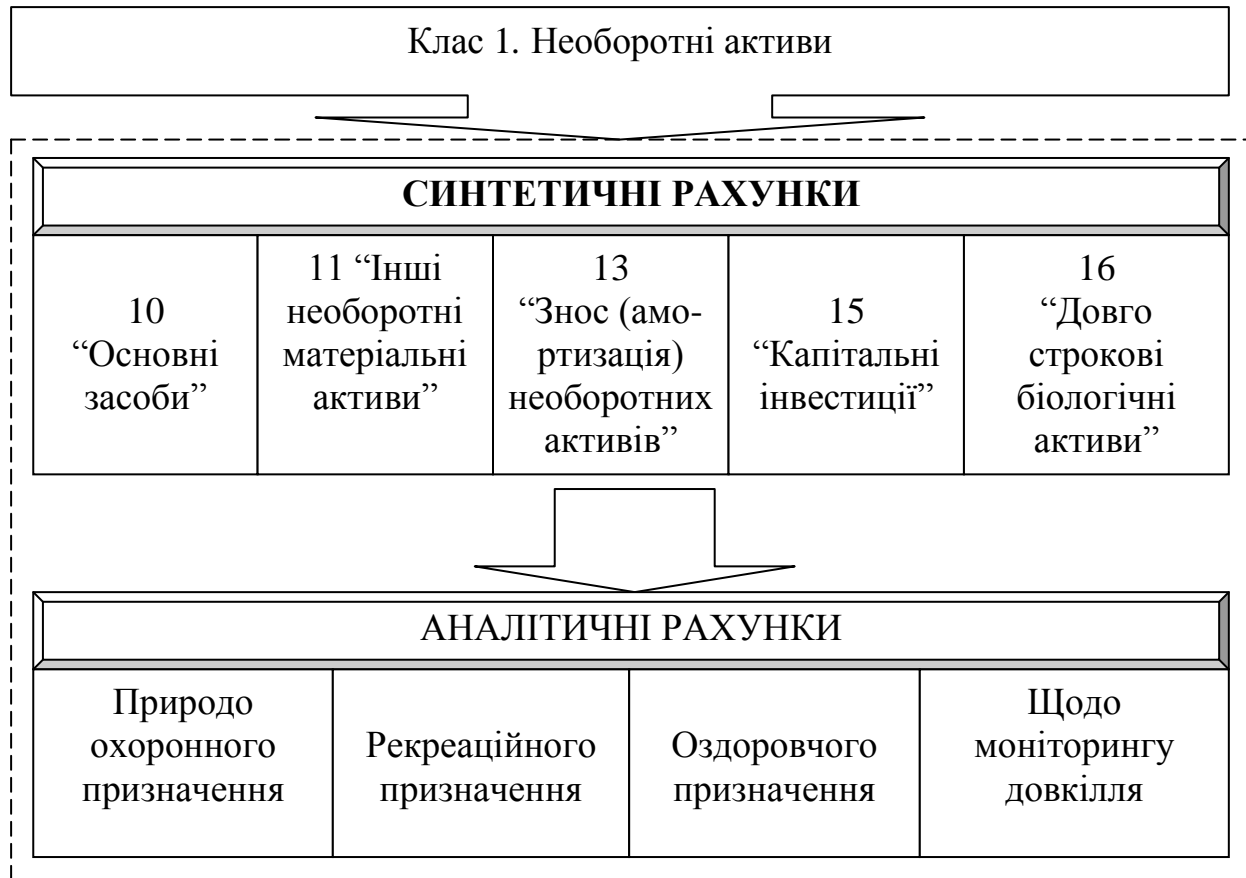 Клас 1. Необоротні активи
СИНТЕТИЧНІ РАХУНКИ
10
“Основні
засоби”
11 “Інші
необоротні
матеріальні
активи”
13
“Знос (амо-
ртизація)
необоротних
активів”
15
“Капітальні
інвестиції”
16
“Довго
строкові
біологічні
активи”
АНАЛІТИЧНІ РАХУНКИ
Природо
охоронного
призначення
Рекреаційного
призначення
Оздоровчого
призначення
Щодо
моніторингу
довкілля